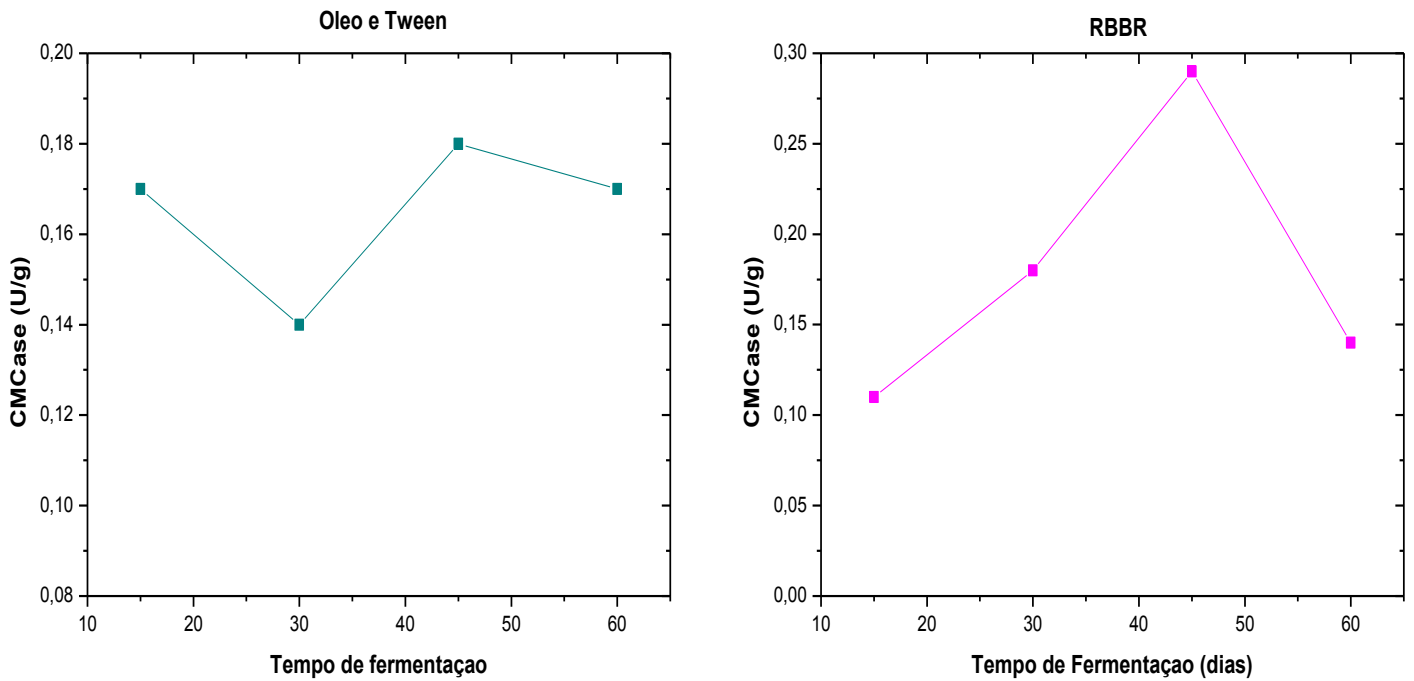 Oleo e Tween
0,20
0,18
0,16
0,14
0,12
0,10
0,08
CMCase (U/g)
10 20 30 40 50 60
Tempo de fermentaçao
RBBR
0,30
0,25
0,20
0,15
0,10
0,05
0,00
CMCase (U/g)
10 20 30 40 50 60
Tempo de Fermentaçao (dias)